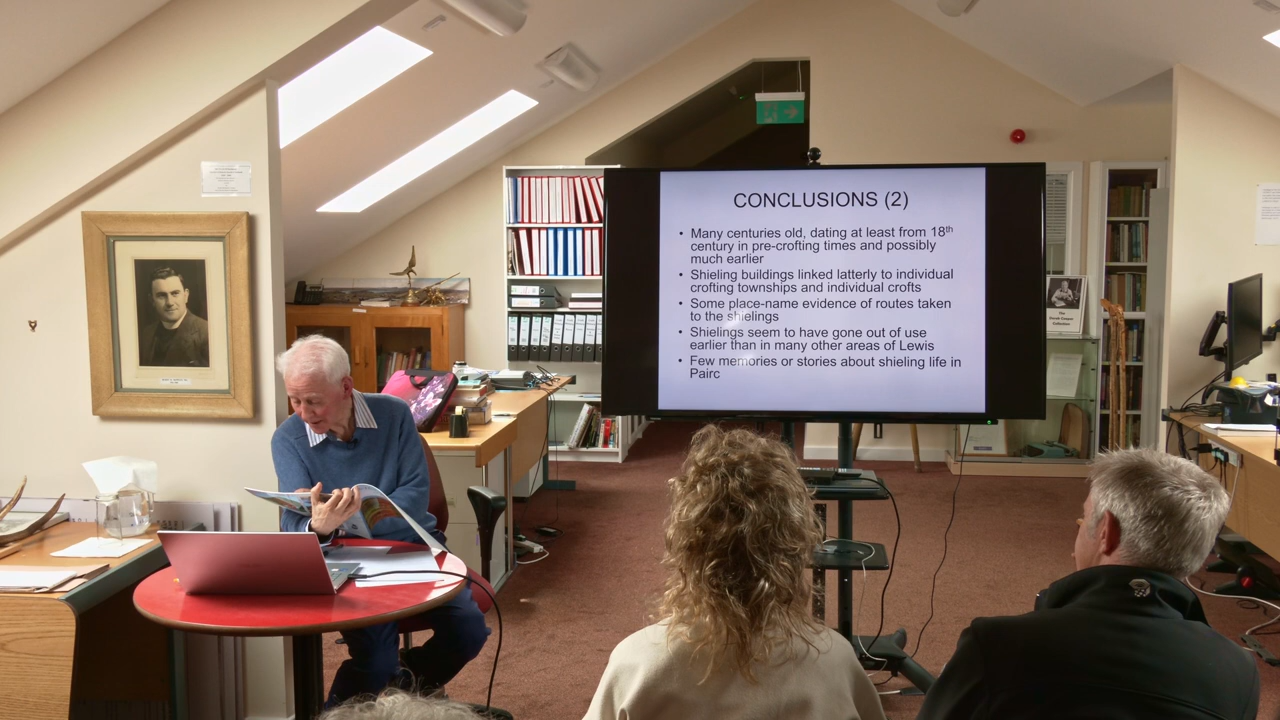 CONCLUSIONS (2)
• Many centuries old, dating at least from 18th
century in pre-crofting times and possibly
much earlier
• Shieling buildings linked latterly to individual
crofting townships and individual crofts
• Some place-name evidence of routes taken
to the shielings
• Shielings seem to have gone out of use
earlier than in many other areas of Lewis
• Few memories or stories about shieling life in
Pairc